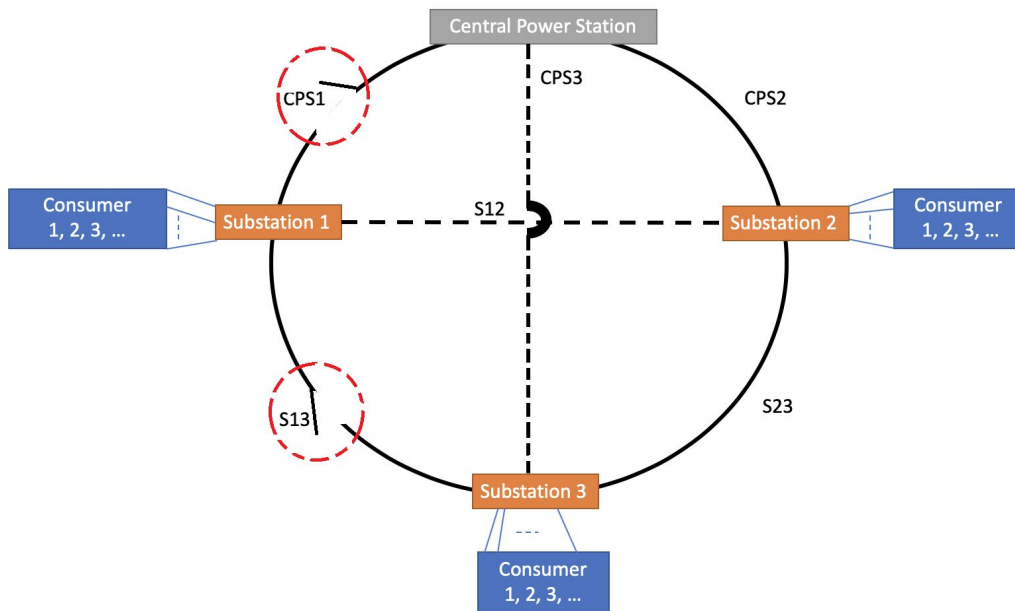 Central Power Station
CPS1
CPS3
CPS2
Consumer
1, 2, 3, ...
Substation 1
S12
Substation 2
Consumer
1, 2, 3, ...
S13
S23
Substation 3
Consumer
1, 2, 3, ...